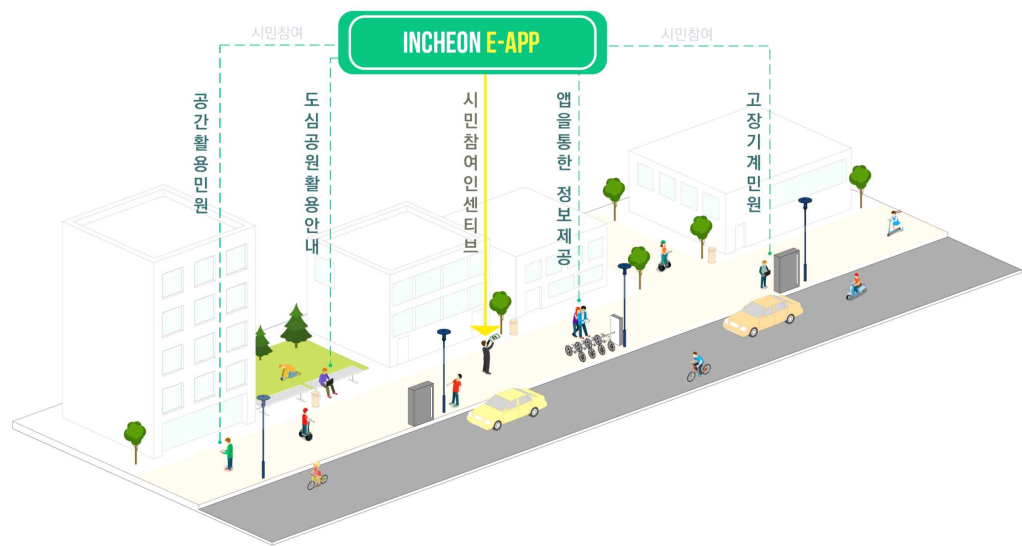 시민참여
INCHEON E-APP
시민참여
공간활용민원
도심공원활용안내
시민참여인센티브
앱을통한 정보제공
고장기계민원